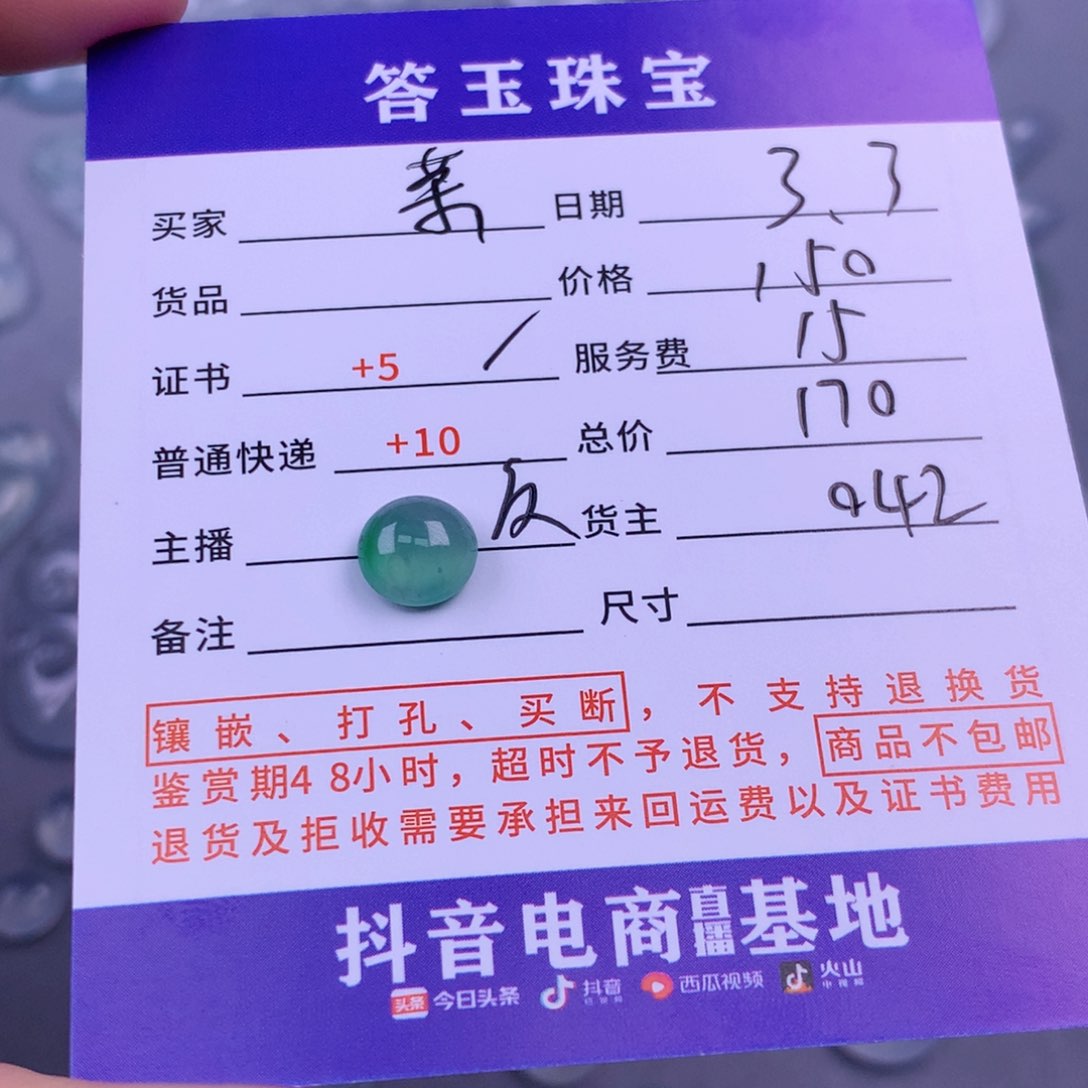 答玉珠宝
买家 日期 3、3
货品 价格 150
证书 +5 / 服务费 15
普通快递 +10 总价 170
主播 货主 042
备注 尺寸
镶嵌、打孔、买断，不支持退换货
鉴赏期48小时，超时不予退货，商品不包邮
退货及拒收需要承担来回运费以及证书费用
抖音电商直播基地
头条 今日头条 抖音 西瓜视频 火山